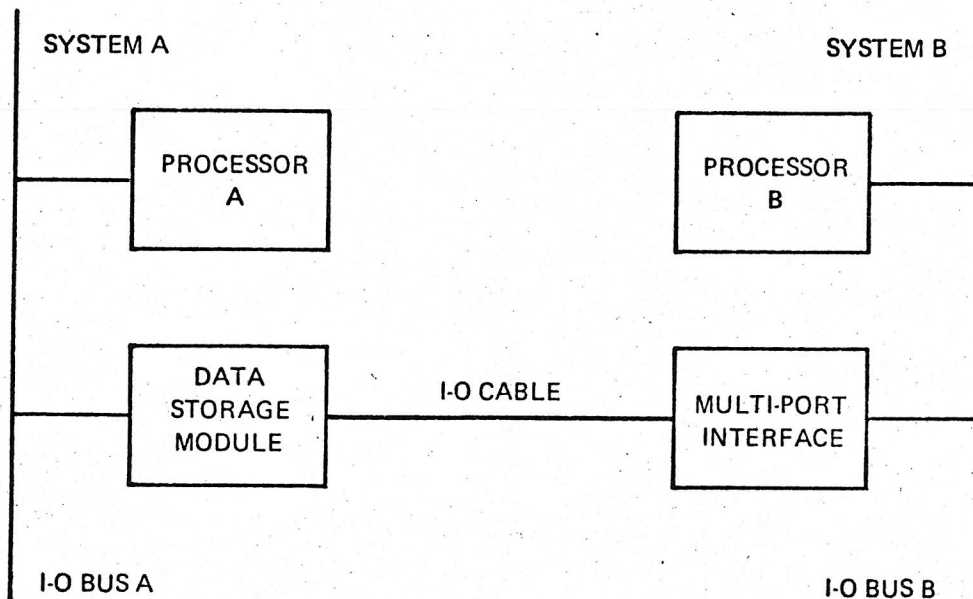 SYSTEM A
SYSTEM B
PROCESSOR
A
PROCESSOR
B
DATA
STORAGE
MODULE
I-O CABLE
MULTI-PORT
INTERFACE
I-O BUS A
I-O BUS B